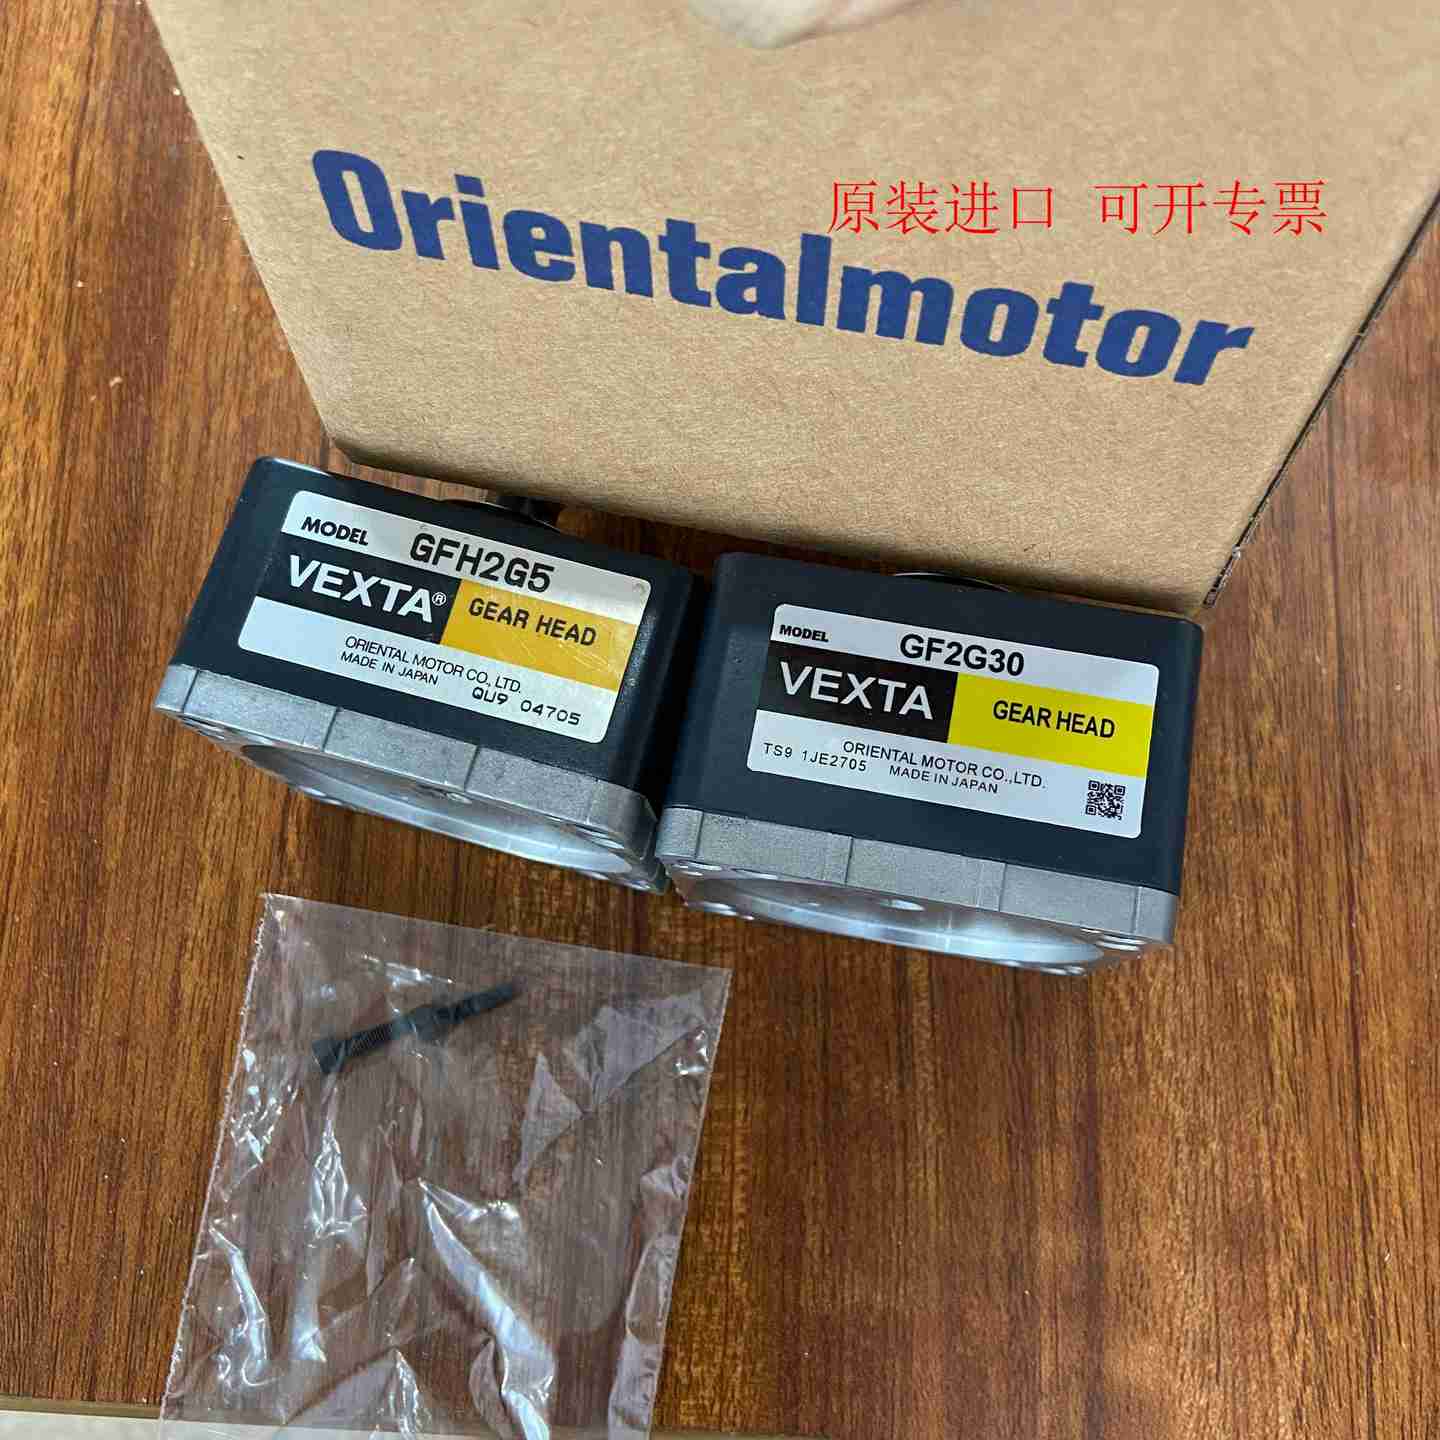 Orientalmotor
原装进口 可开专票
MODEL GFH2G5
VEXTA® GEAR HEAD
ORIENTAL MOTOR CO., LTD.
MADE IN JAPAN QU9 04705
MODEL GF2G30
VEXTA GEAR HEAD
ORIENTAL MOTOR CO.,LTD.
TS9 1JE2705 MADE IN JAPAN